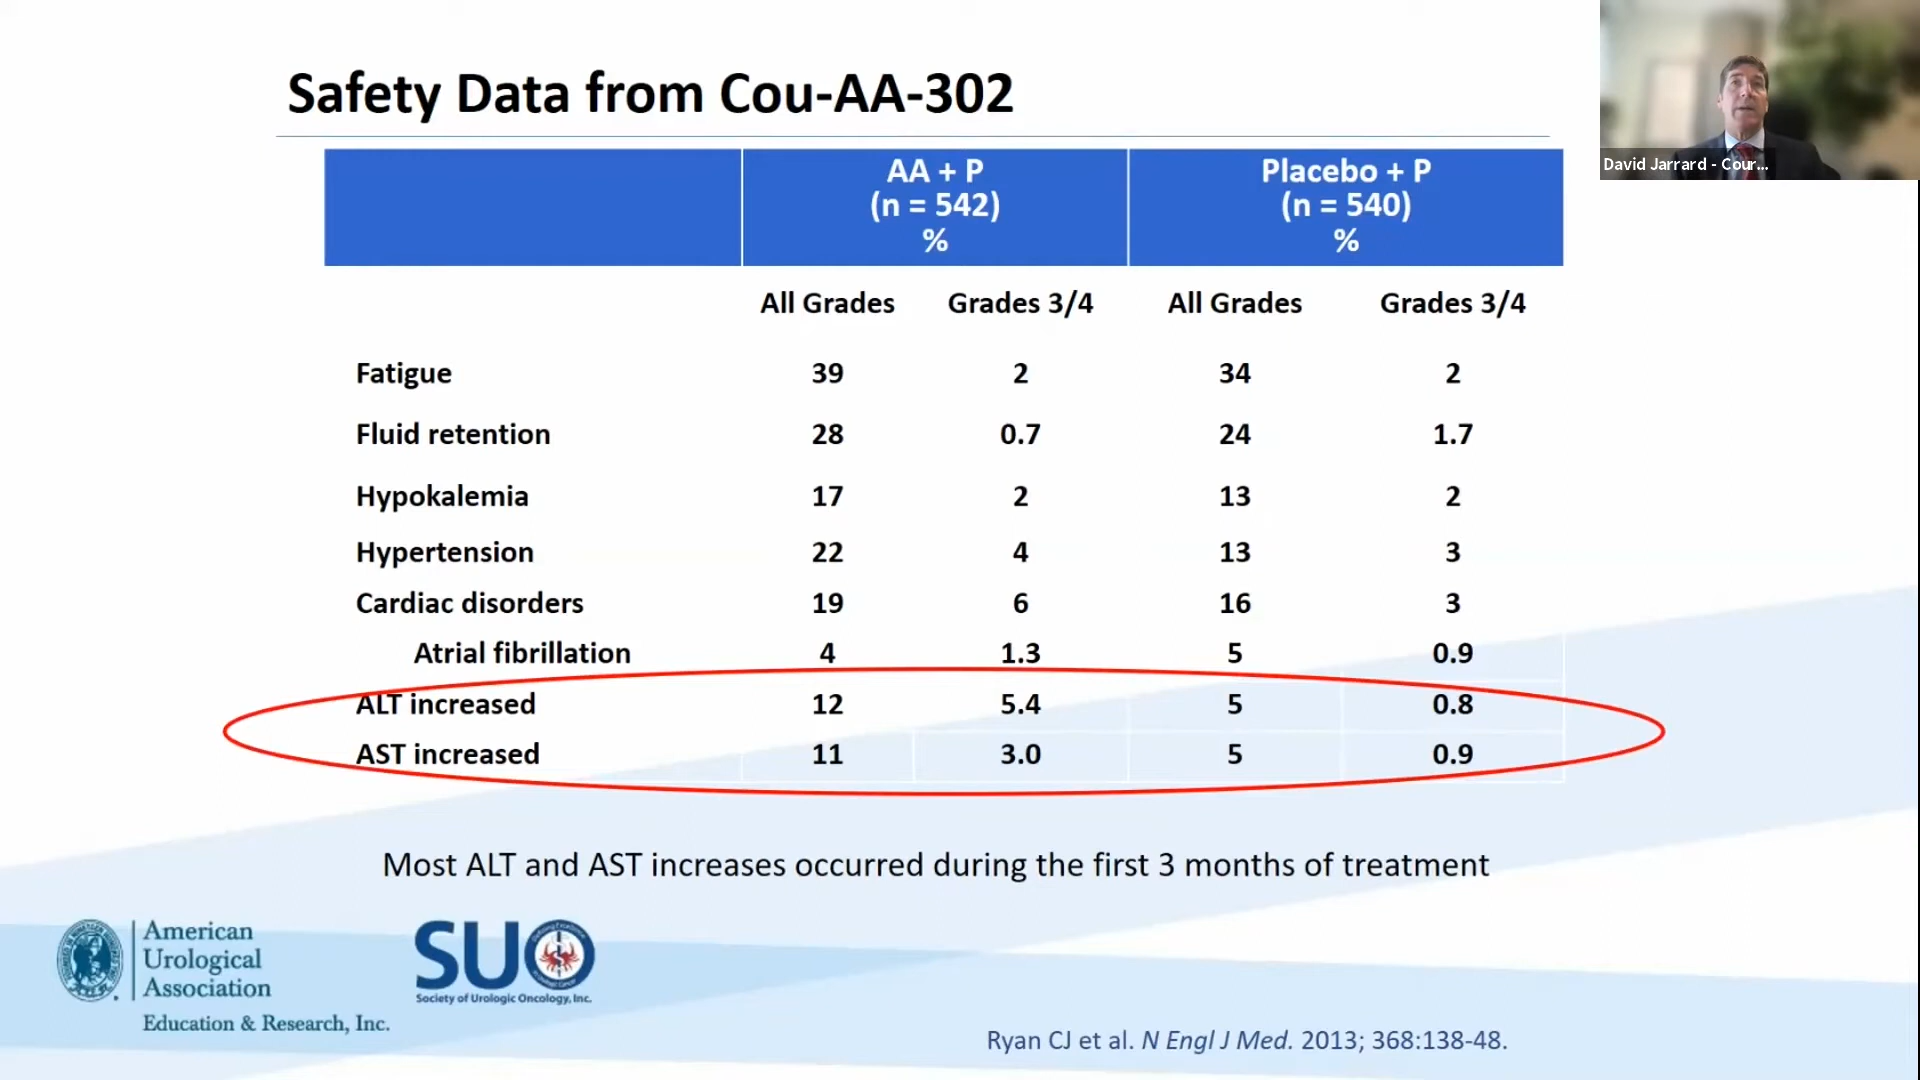 Safety Data from Cou-AA-302
David Jarrard - Cour...
AA + P
(n = 542)
%
Placebo + P
(n = 540)
%
All Grades Grades 3/4 All Grades Grades 3/4
Fatigue 39 2 34 2
Fluid retention 28 0.7 24 1.7
Hypokalemia 17 2 13 2
Hypertension 22 4 13 3
Cardiac disorders 19 6 16 3
Atrial fibrillation 4 1.3 5 0.9
ALT increased 12 5.4 5 0.8
AST increased 11 3.0 5 0.9
Most ALT and AST increases occurred during the first 3 months of treatment
American
Urological
Association
Education & Research, Inc.
SUO
Society of Urologic Oncology, Inc.
Ryan CJ et al. N Engl J Med. 2013; 368:138-48.